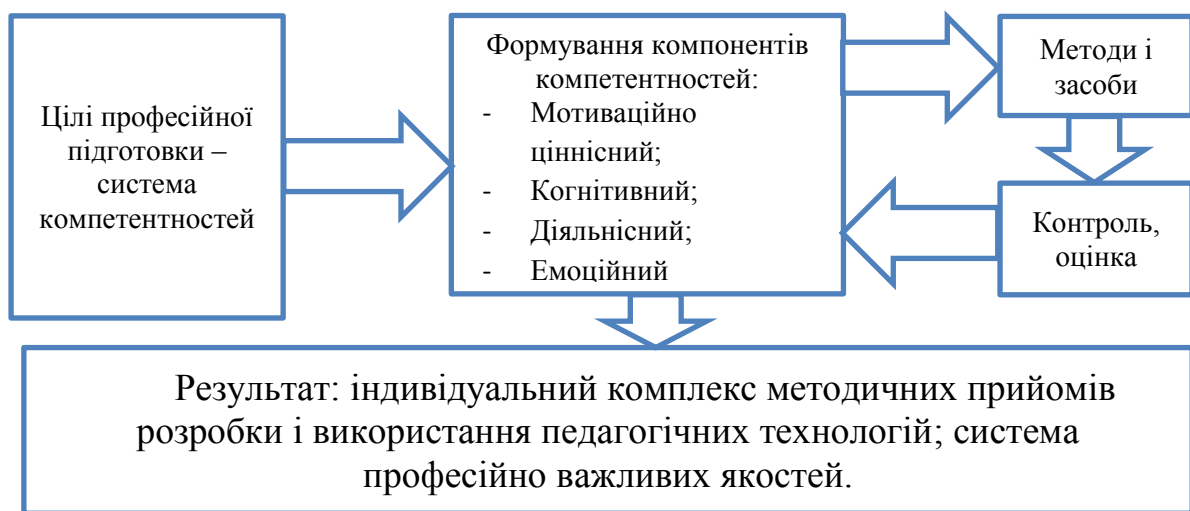 Цілі професійної
підготовки –
система
компетентностей
Формування компонентів
компетентностей:
- Мотиваційно
ціннісний;
- Когнітивний;
- Діяльнісний;
- Емоційний
Методи і
засоби
Контроль,
оцінка
Результат: індивідуальний комплекс методичних прийомів
розробки і використання педагогічних технологій; система
професійно важливих якостей.